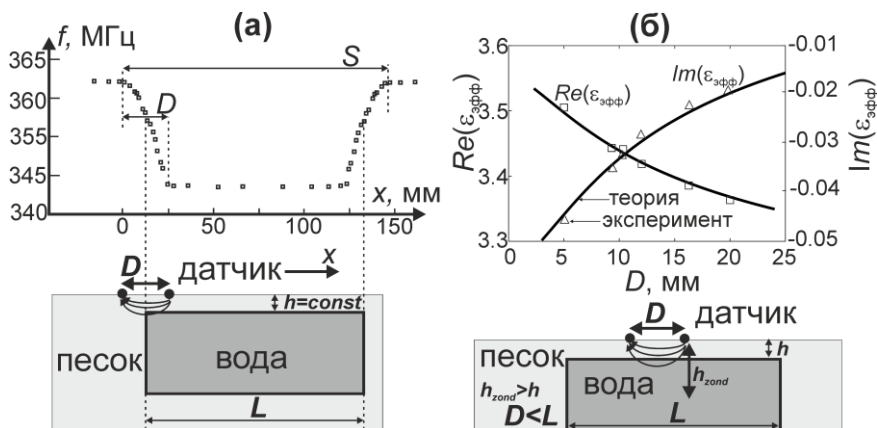 (а)
f, МГц
365
360
355
345
340
S
D
0
50
100
150
x, мм
D
датчик
x
h=const
песок
вода
L
(б)
Re(εэфф)
3.6
3.5
3.4
3.3
Re(εэфф)
Im(εэфф)
теория
эксперимент
-0.01
-0.02
-0.03
-0.04
-0.05
Im(εэфф)
0
5
10
15
20
25
D, мм
D
датчик
песок
h
вода
hzond
hzond>h
D<L
L